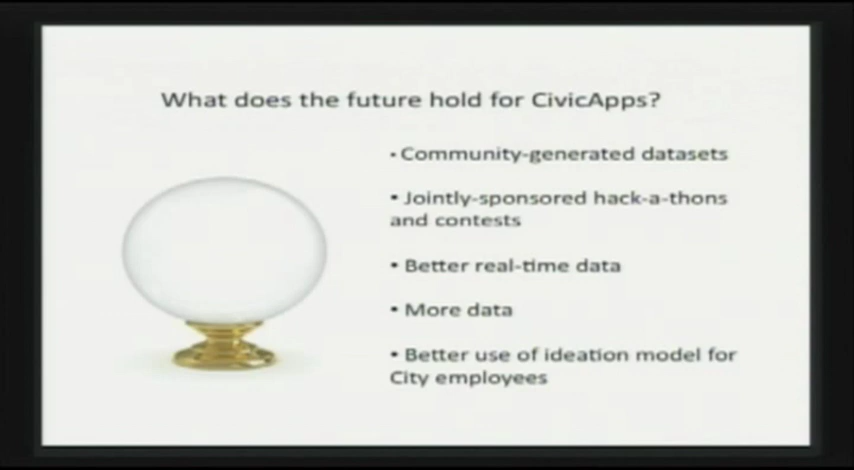 What does the future hold for CivicApps?
• Community-generated datasets
• Jointly-sponsored hack-a-thons
and contests
• Better real-time data
• More data
• Better use of ideation model for
City employees